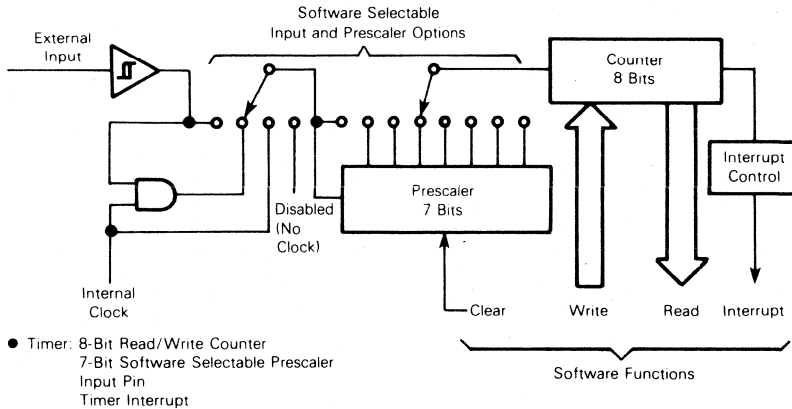 Software Selectable
Input and Prescaler Options
External
Input
Counter
8 Bits
Interrupt
Control
Prescaler
7 Bits
Disabled
(No
Clock)
Internal
Clock
Clear
Write
Read
Interrupt
● Timer: 8-Bit Read/Write Counter
7-Bit Software Selectable Prescaler
Input Pin
Timer Interrupt
Software Functions